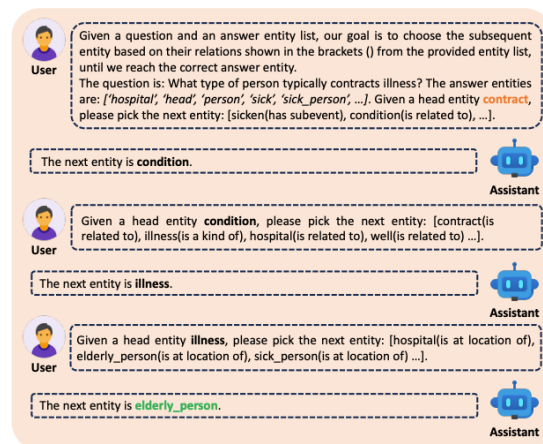 Given a question and an answer entity list, our goal is to choose the subsequent
entity based on their relations shown in the brackets () from the provided entity list,
until we reach the correct answer entity.
The question is: What type of person typically contracts illness? The answer entities
are: [‘hospital’, ‘head’, ‘person’, ‘sick’, ‘sick_person’, …]. Given a head entity contract,
please pick the next entity: [sicken(has subevent), condition(is related to), …].
User
The next entity is condition.
Assistant
Given a head entity condition, please pick the next entity: [contract(is
related to), illness(is a kind of), hospital(is related to), well(is related to) …].
User
The next entity is illness.
Assistant
Given a head entity illness, please pick the next entity: [hospital(is at location of),
elderly_person(is at location of), sick_person(is at location of) …].
User
The next entity is elderly_person.
Assistant